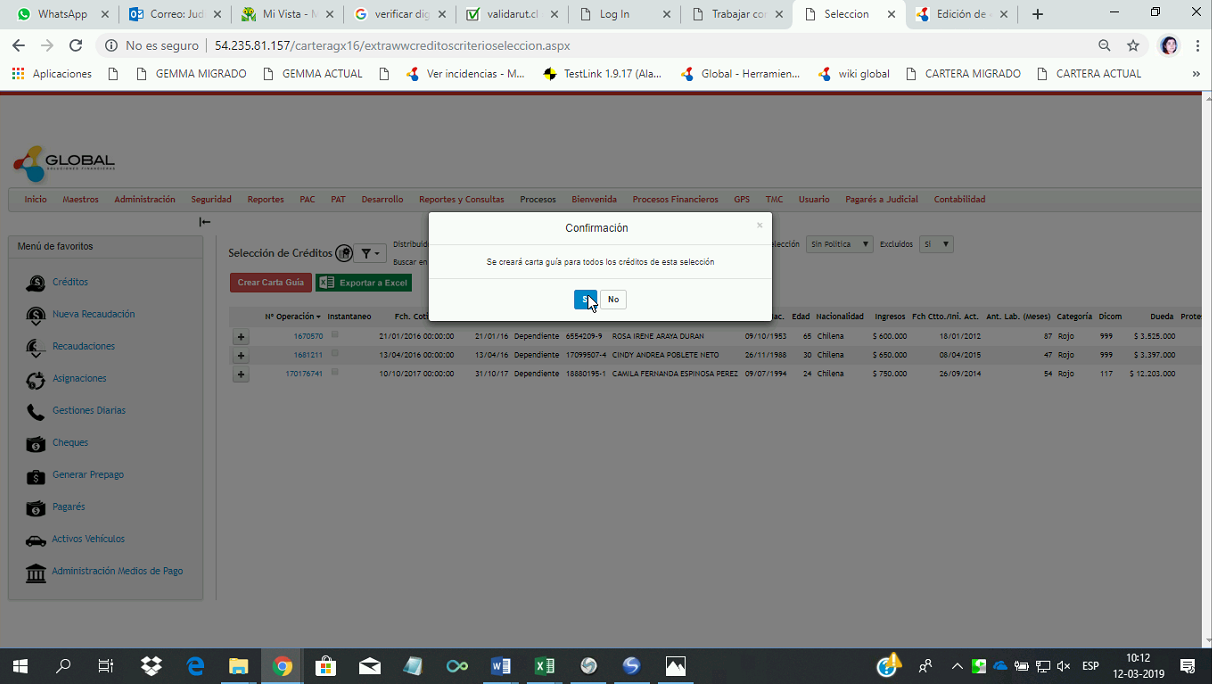 WhatsApp
Correo: Jud
Mi Vista - M
verificar dig
validarut.cl
Log In
Trabajar co
Seleccion
Edición de
No es seguro | 54.235.81.157/carteragx16/extrawwcreditoscriterioseleccion.aspx
Aplicaciones GEMMA MIGRADO GEMMA ACTUAL Ver incidencias - M... TestLink 1.9.17 (Ala... Global - Herramien... wiki global CARTERA MIGRADO CARTERA ACTUAL »
GLOBAL
SOLUCIONES FINANCIERAS
Inicio Maestros Administración Seguridad Reportes PAC PAT Desarrollo Reportes y Consultas Procesos Bienvenida Procesos Financieros GPS TMC Usuario Pagarés a Judicial Contabilidad
Menú de favoritos
Créditos
Nueva Recaudación
Recaudaciones
Asignaciones
Gestiones Diarias
Cheques
Generar Prepago
Pagarés
Activos Vehículos
Administración Medios de Pago
Selección de Créditos
Distribuido
Buscar en
Sin Política
Excluidos
Si
Crear Carta Guía
Exportar a Excel
Confirmación
×
Se creará carta guía para todos los créditos de esta selección
No
N° Operación Instantaneo Fch. Coti ac. Edad Nacionalidad Ingresos Fch Ctto./Ini. Act. Ant. Lab. (Meses) Categoría Dicom Dueda Prote
1670570 21/01/2016 00:00:00 21/01/16 Dependiente 6554209-9 ROSA IRENE ARAYA DURAN 09/10/1953 65 Chilena $ 600.000 18/01/2012 87 Rojo 999 $ 3.525.000
1681211 13/04/2016 00:00:00 13/04/16 Dependiente 17099507-4 CINDY ANDREA POBLETE NETO 26/11/1988 30 Chilena $ 650.000 08/04/2015 47 Rojo 999 $ 3.397.000
170176741 10/10/2017 00:00:00 31/10/17 Dependiente 18880195-1 CAMILA FERNANDA ESPINOSA PEREZ 09/07/1994 24 Chilena $ 750.000 26/09/2014 54 Rojo 117 $ 12.203.000
ESP
10:12
12-03-2019